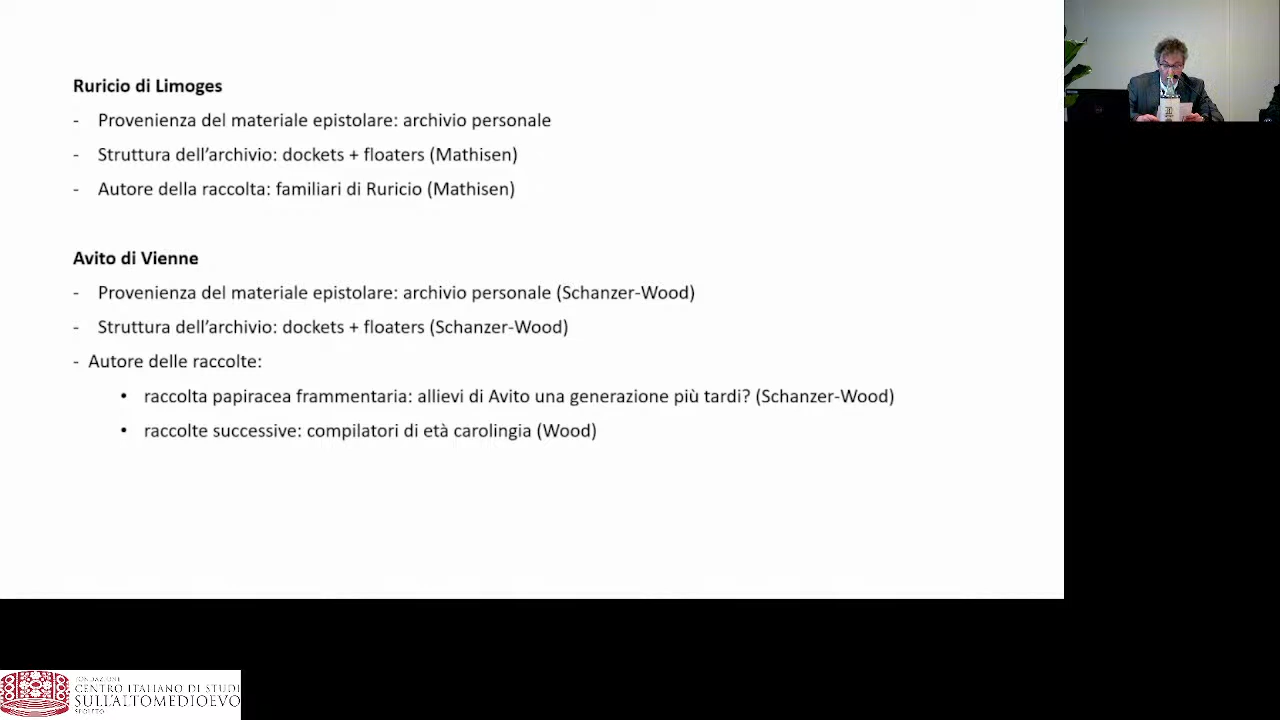 Ruricio di Limoges
- Provenienza del materiale epistolare: archivio personale
- Struttura dell'archivio: dockets + floaters (Mathisen)
- Autore della raccolta: familiari di Ruricio (Mathisen)
Avito di Vienne
- Provenienza del materiale epistolare: archivio personale (Schanzer-Wood)
- Struttura dell'archivio: dockets + floaters (Schanzer-Wood)
- Autore delle raccolte:
• raccolta papiracea frammentaria: allievi di Avito una generazione più tardi? (Schanzer-Wood)
• raccolte successive: compilatori di età carolingia (Wood)
FONDAZIONE
CENTRO ITALIANO DI STUDI
SULL'ALTOMEDIOEVO
SPOLETO